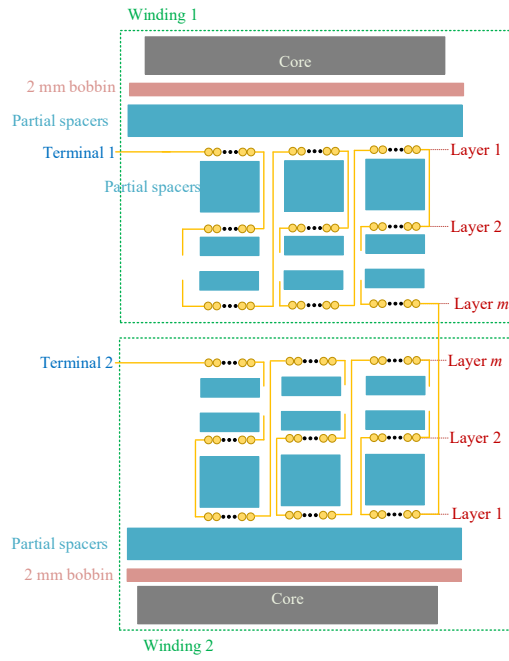 Winding 1
Core
2 mm bobbin
Partial spacers
Terminal 1
Layer 1
Partial spacers
Layer 2
Layer m
Terminal 2
Layer m
Layer 2
Layer 1
Partial spacers
2 mm bobbin
Core
Winding 2